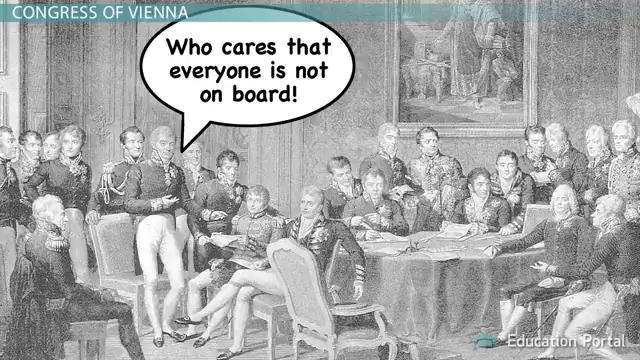 CONGRESS OF VIENNA
Who cares that
everyone is not
on board!
Education Portal